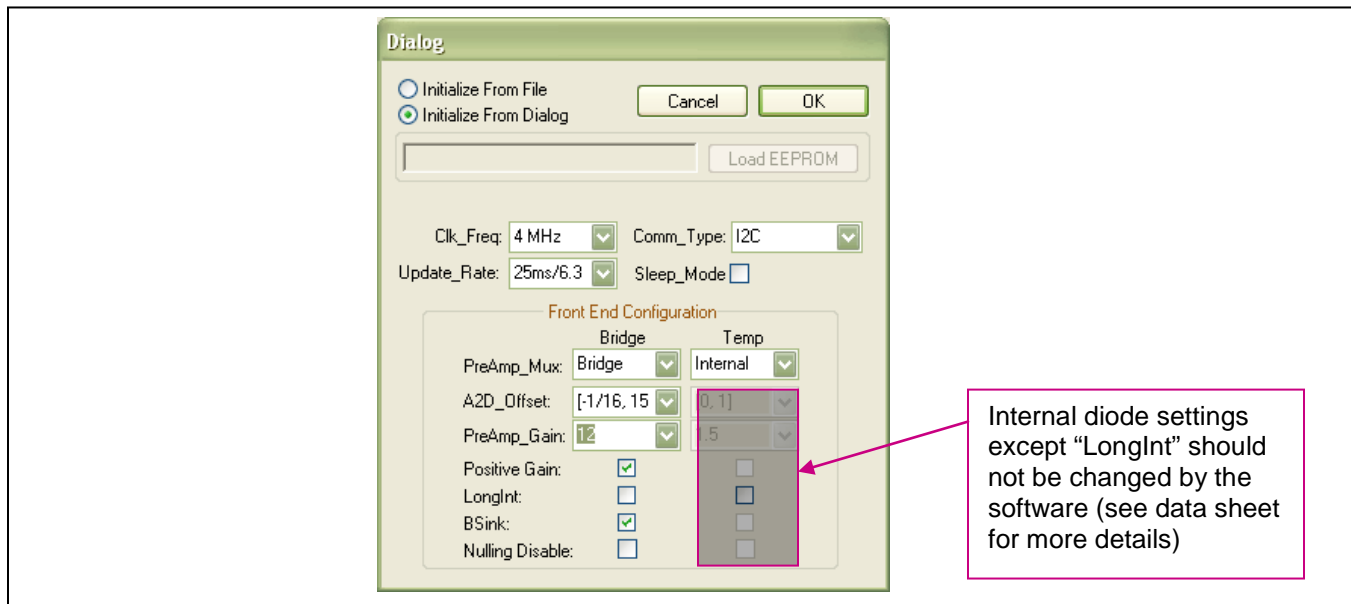 Dialog
Initialize From File
Initialize From Dialog
Cancel
OK
Load EEPROM
Clk_Freq: 4 MHz Comm_Type: I2C
Update_Rate: 25ms/6.3 Sleep_Mode
Front End Configuration
Bridge Temp
PreAmp_Mux: Bridge Internal
A2D_Offset: [-1/16, 15 [0, 1]
PreAmp_Gain: 12 1.5
Positive Gain:
LongInt:
BSink:
Nulling Disable:
Internal diode settings
except “LongInt” should
not be changed by the
software (see data sheet
for more details)